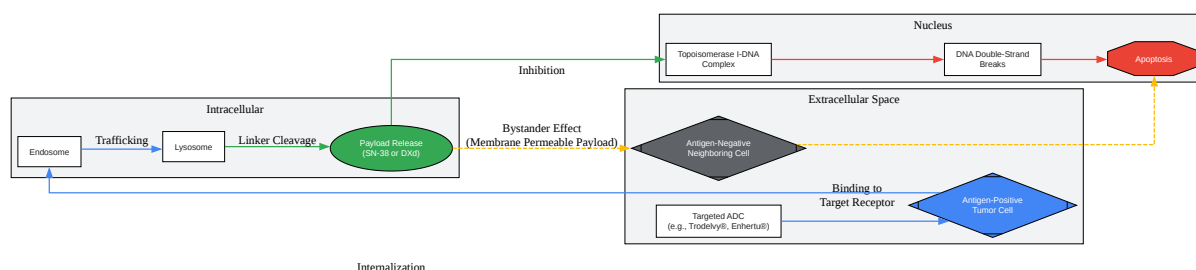 Nucleus
Topoisomerase I-DNA
Complex
DNA Double-Strand
Breaks
Apoptosis
Inhibition
Intracellular
Endosome
Trafficking
Lysosome
Linker Cleavage
Payload Release
(SN-38 or DXd)
Bystander Effect
(Membrane Permeable Payload)
Extracellular Space
Antigen-Negative
Neighboring Cell
Binding to
Target Receptor
Antigen-Positive
Tumor Cell
Targeted ADC
(e.g., Trodelvy®, Enhertu®)
Internalization